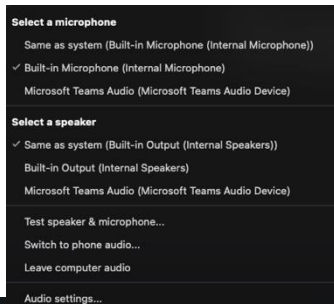 Select a microphone
Same as system (Built-in Microphone (Internal Microphone))
✓ Built-in Microphone (Internal Microphone)
Microsoft Teams Audio (Microsoft Teams Audio Device)
Select a speaker
✓ Same as system (Built-in Output (Internal Speakers))
Built-in Output (Internal Speakers)
Microsoft Teams Audio (Microsoft Teams Audio Device)
Test speaker & microphone...
Switch to phone audio...
Leave computer audio
Audio settings...